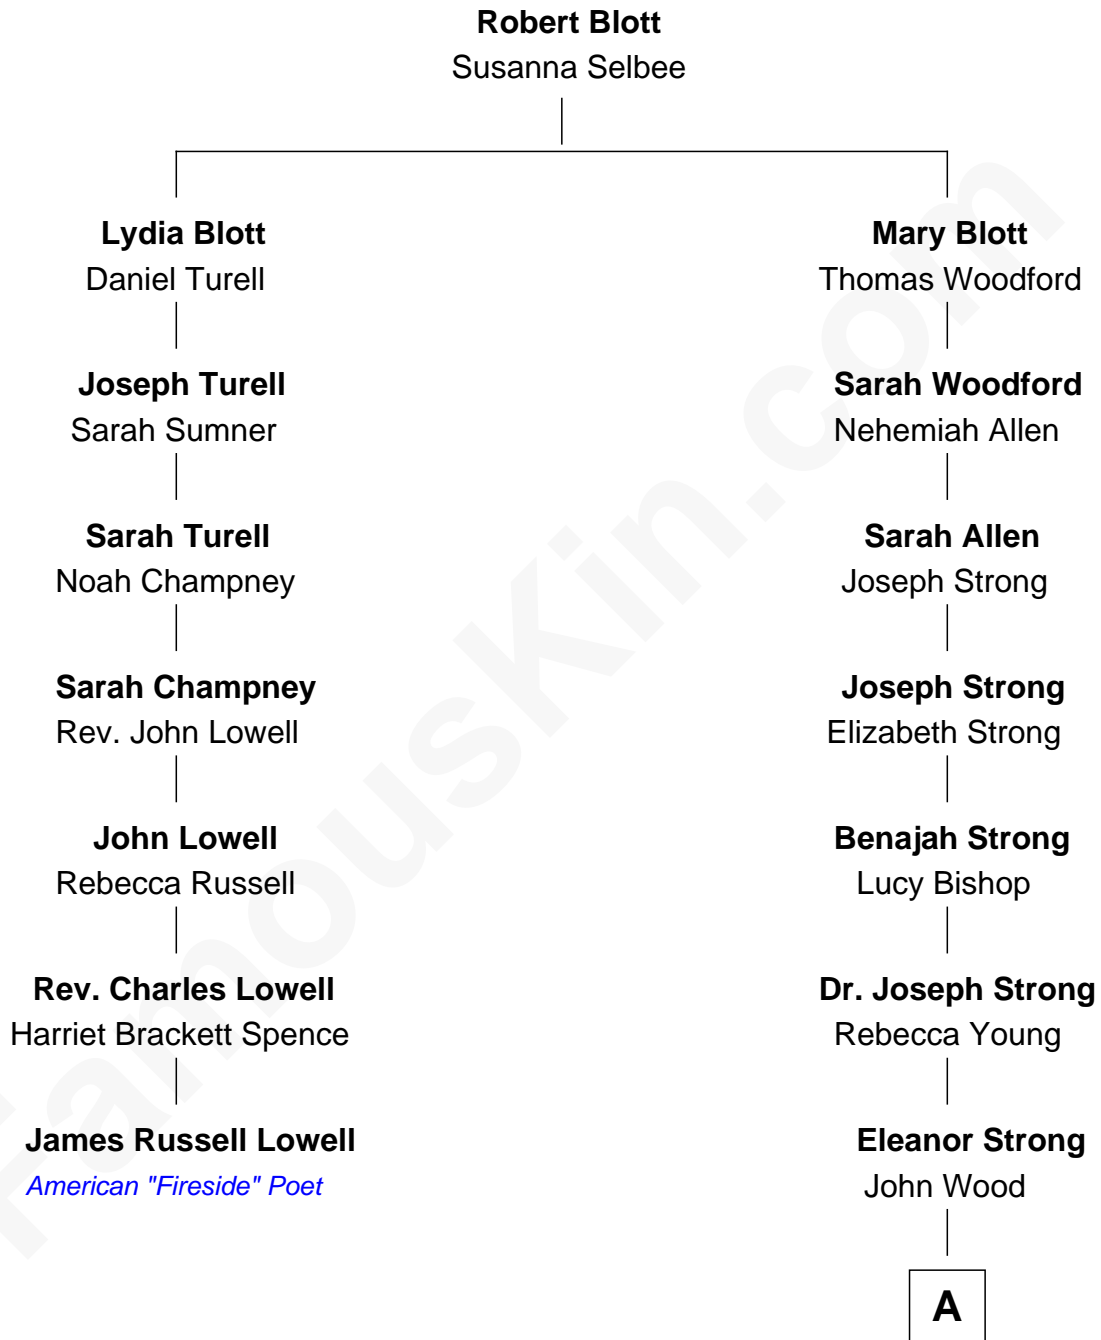 Robert Blott
Susanna Selbee
Lydia Blott
Daniel Turell
Mary Blott
Thomas Woodford
Joseph Turell
Sarah Sumner
Sarah Woodford
Nehemiah Allen
Sarah Turell
Noah Champney
Sarah Allen
Joseph Strong
Sarah Champney
Rev. John Lowell
Joseph Strong
Elizabeth Strong
John Lowell
Rebecca Russell
Benajah Strong
Lucy Bishop
Rev. Charles Lowell
Harriet Brackett Spence
Dr. Joseph Strong
Rebecca Young
James Russell Lowell
American "Fireside" Poet
Eleanor Strong
John Wood
A
FamousKin.com